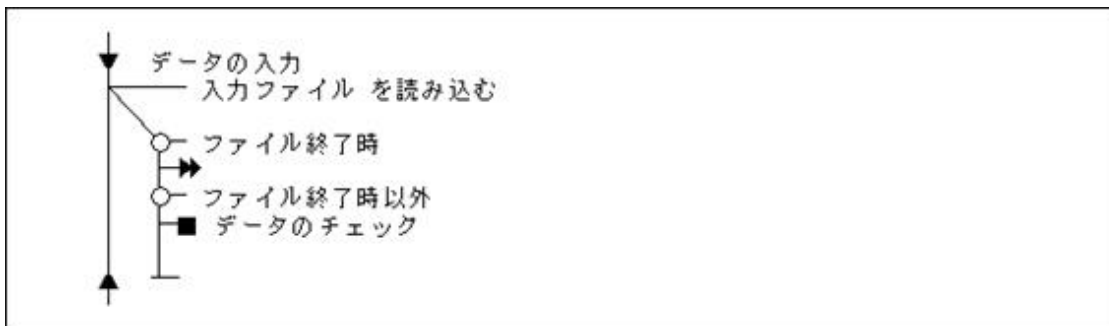 データの入力
入力ファイル を読み込む
ファイル終了時
ファイル終了時以外
データのチェック